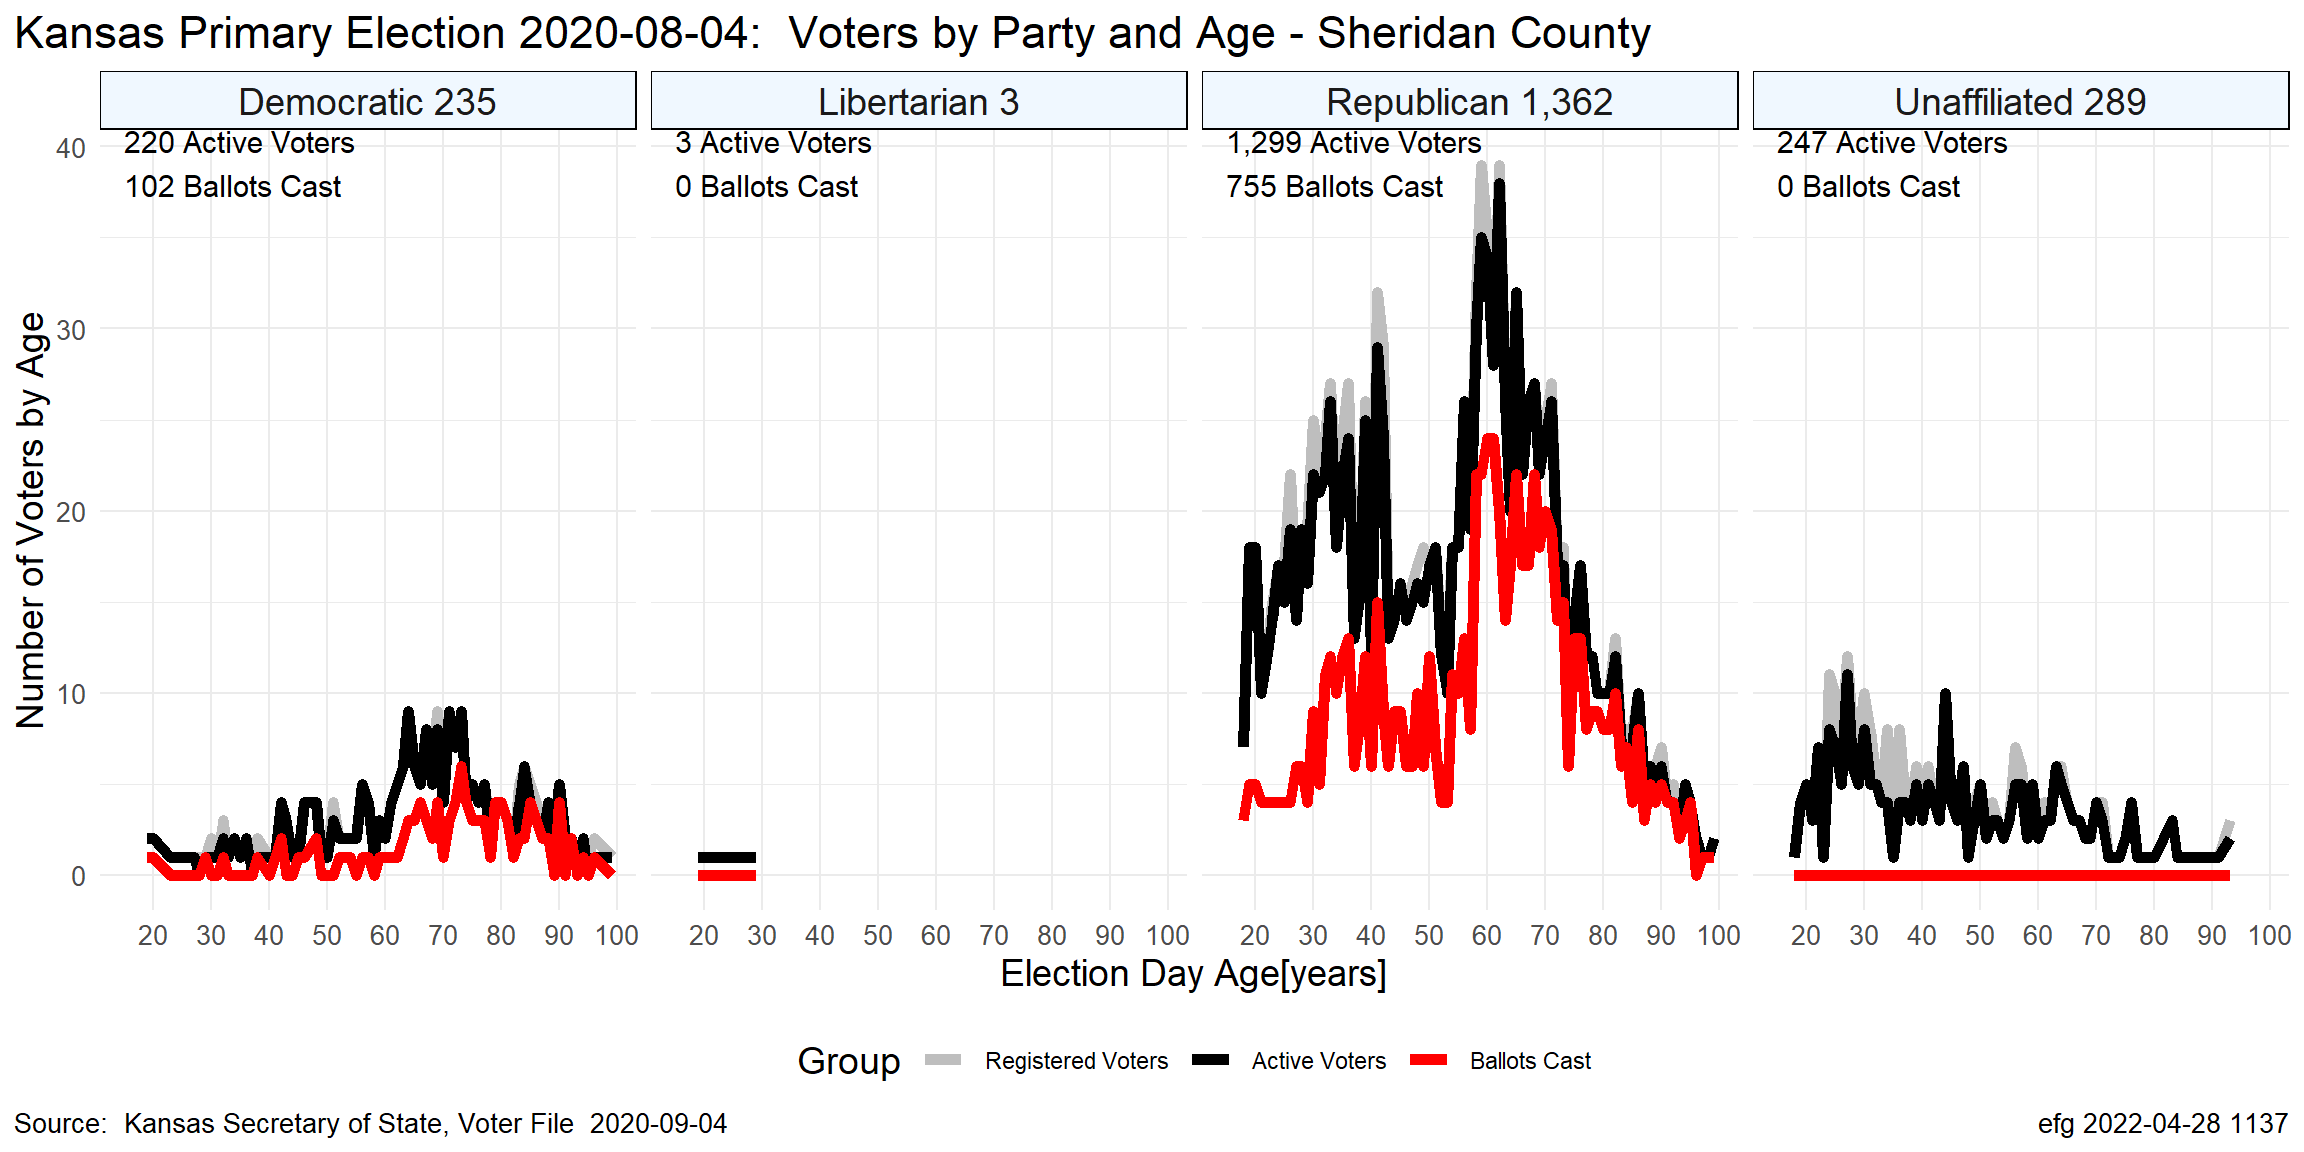 Kansas Primary Election 2020-08-04:  Voters by Party and Age - Sheridan County
Democratic 235
Libertarian 3
Republican 1,362
Unaffiliated 289
220 Active Voters
102 Ballots Cast
3 Active Voters
0 Ballots Cast
1,299 Active Voters
755 Ballots Cast
247 Active Voters
0 Ballots Cast
Number of Voters by Age
40
30
20
10
0
20 30 40 50 60 70 80 90 100
20 30 40 50 60 70 80 90 100
20 30 40 50 60 70 80 90 100
20 30 40 50 60 70 80 90 100
Election Day Age[years]
Group Registered Voters Active Voters Ballots Cast
Source:  Kansas Secretary of State, Voter File  2020-09-04
efg 2022-04-28 1137